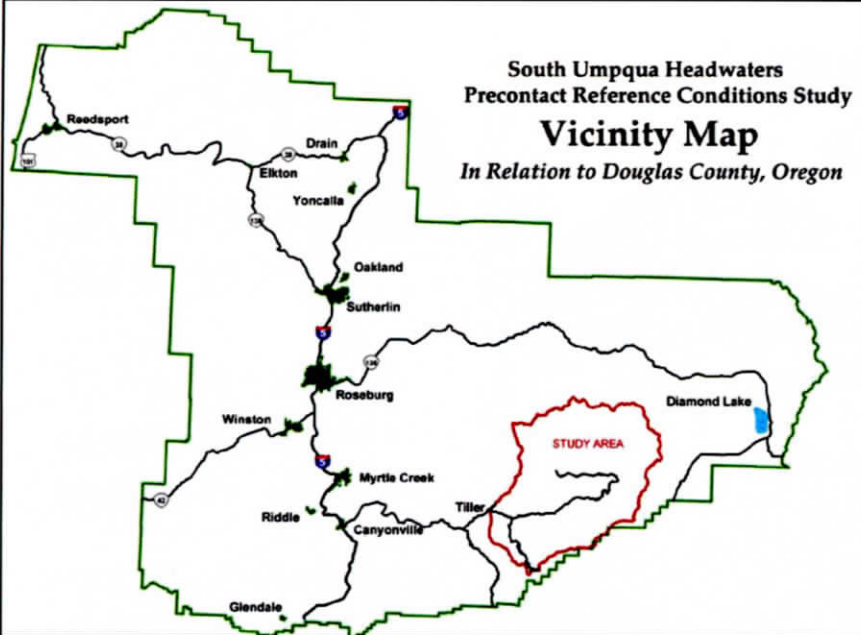 South Umpqua Headwaters
Precontact Reference Conditions Study
Vicinity Map
In Relation to Douglas County, Oregon
5
Reedsport
38
Drain
38
101
Elkton
Yoncalla
138
Oakland
Sutherlin
5
138
Roseburg
Diamond Lake
Winston
STUDY AREA
5
Myrtle Creek
42
Tiller
Riddle
Canyonville
Glendale